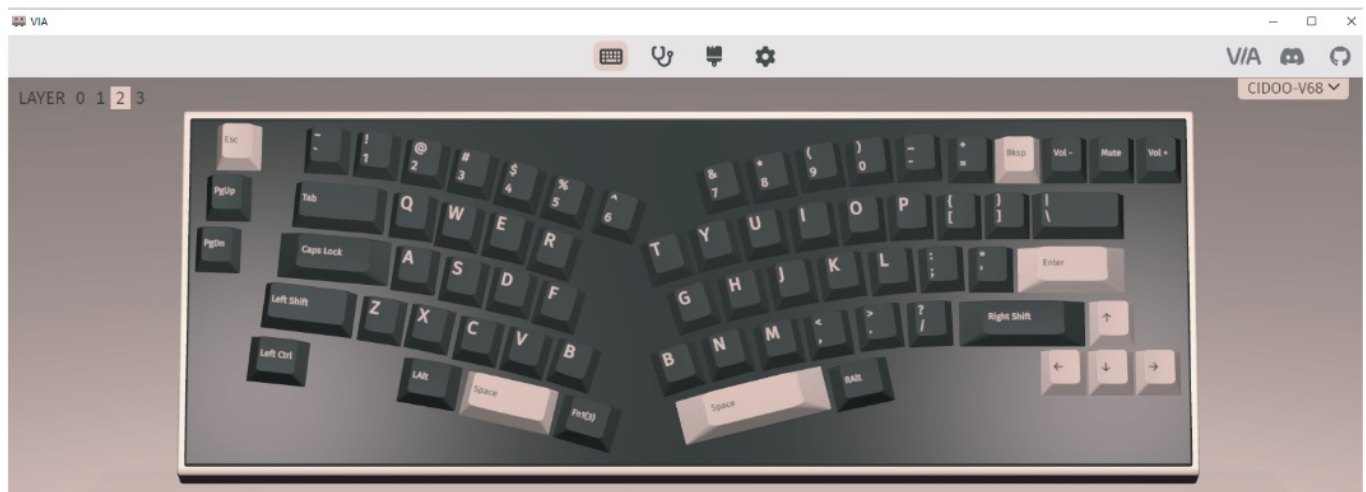 VIA
VIA
LAYER 0 1 2 3
CIDOO-V68
Esc ~ ` ! 1 @ 2 # 3 $ 4 % 5 ^ 6 & 7 * 8 ( 9 ) 0 _ - + = Bksp Vol - Mute Vol +
PgUp Tab Q W E R T Y U I O P { [ } ] | \
PgDn Caps Lock A S D F G H J K L : ; " ' Enter
Left Shift Z X C V B B N M < , > . ? / Right Shift ↑
Left Ctrl LAlt Space Fn1(3) Space RAlt ← ↓ →